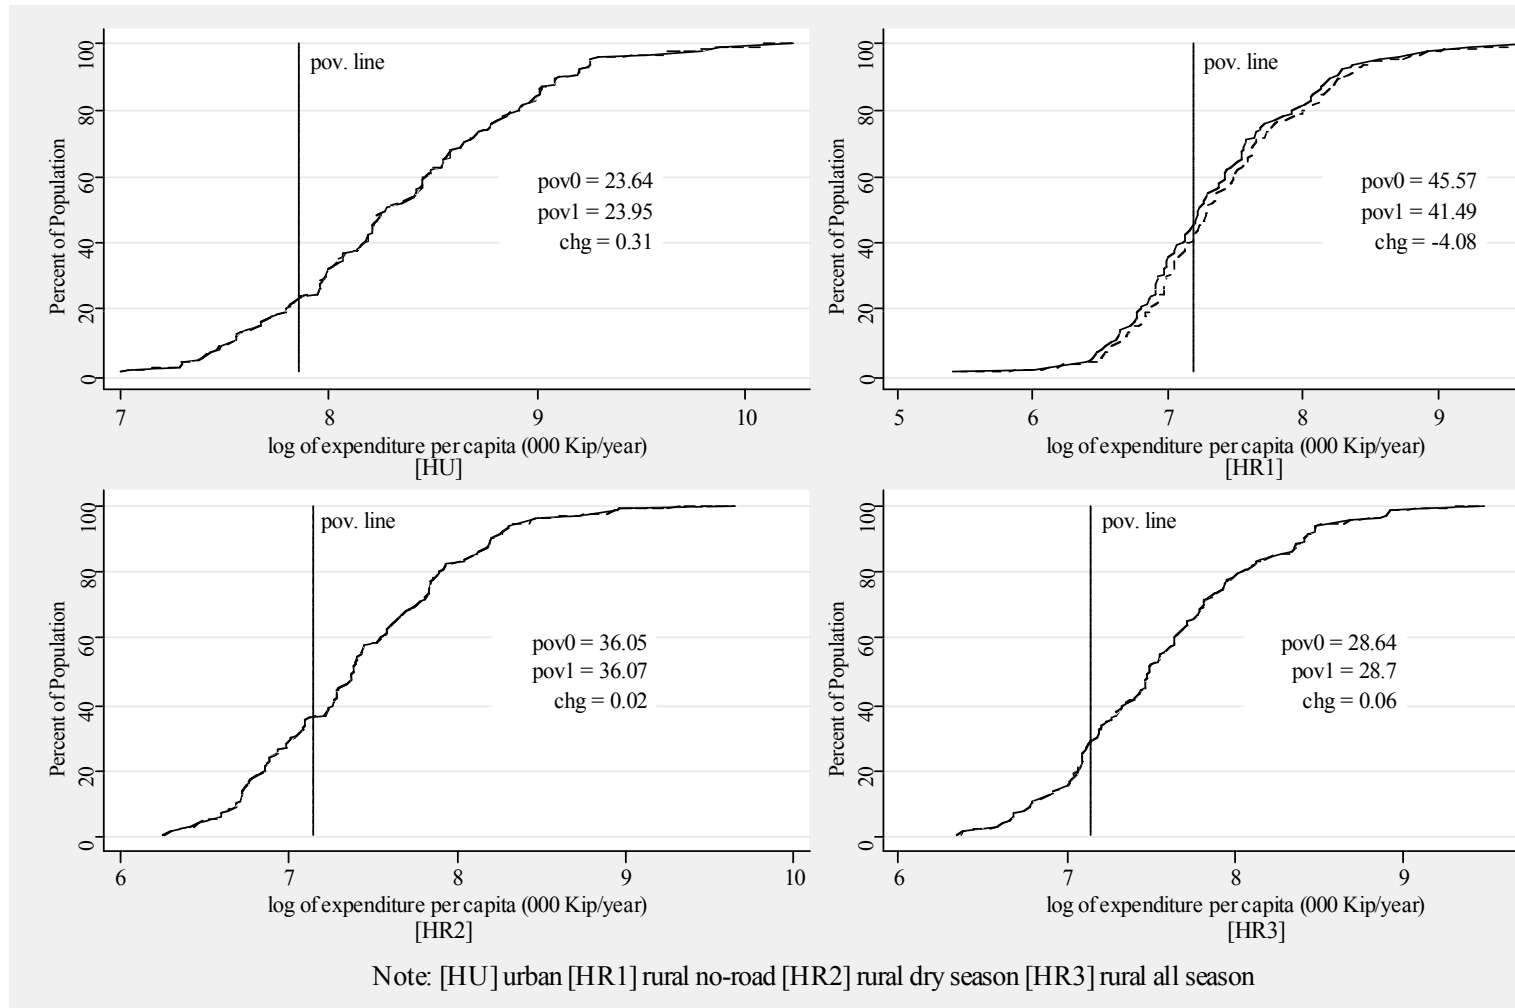 pov. line
pov0 = 23.64
pov1 = 23.95
chg = 0.31
Percent of Population
0 20 40 60 80 100
7 8 9 10
log of expenditure per capita (000 Kip/year)
[HU]
pov. line
pov0 = 45.57
pov1 = 41.49
chg = -4.08
Percent of Population
0 20 40 60 80 100
5 6 7 8 9
log of expenditure per capita (000 Kip/year)
[HR1]
pov. line
pov0 = 36.05
pov1 = 36.07
chg = 0.02
Percent of Population
0 20 40 60 80 100
6 7 8 9 10
log of expenditure per capita (000 Kip/year)
[HR2]
pov. line
pov0 = 28.64
pov1 = 28.7
chg = 0.06
Percent of Population
0 20 40 60 80 100
6 7 8 9
log of expenditure per capita (000 Kip/year)
[HR3]
Note: [HU] urban [HR1] rural no-road [HR2] rural dry season [HR3] rural all season